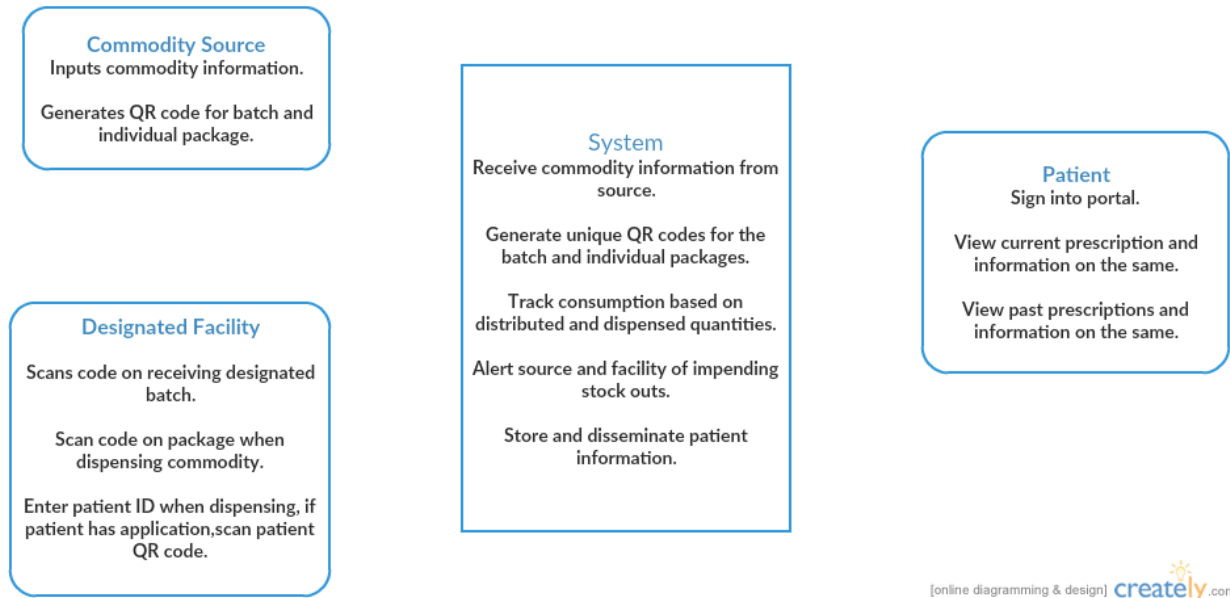 Commodity Source
Inputs commodity information.
Generates QR code for batch and
individual package.
Designated Facility
Scans code on receiving designated
batch.
Scan code on package when
dispensing commodity.
Enter patient ID when dispensing, if
patient has application,scan patient
QR code.
System
Receive commodity information from
source.
Generate unique QR codes for the
batch and individual packages.
Track consumption based on
distributed and dispensed quantities.
Alert source and facility of impending
stock outs.
Store and disseminate patient
information.
Patient
Sign into portal.
View current prescription and
information on the same.
View past prescriptions and
information on the same.
[online diagramming & design] creately.com